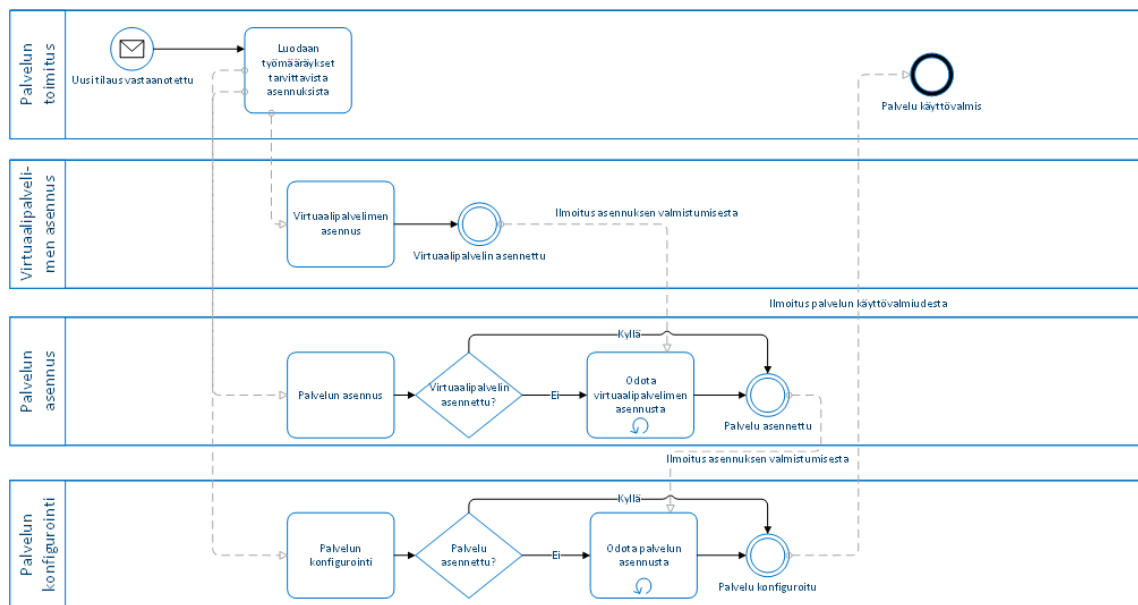 Palvelun
toimitus
Uusi tilaus vastaanotettu
Luodaan
työmääräykset
tarvittavista
asennuksista
Palvelu käyttövalmis
Virtuaalipalveli-
men asennus
Virtuaalipalvelimen
asennus
Virtuaalipalvelin asennettu
Ilmoitus asennuksen valmistumisesta
Ilmoitus palvelun käyttövalmiudesta
Palvelun
asennus
Palvelun asennus
Virtuaalipalvelin
asennettu?
Kyllä
Ei
Odota
virtuaalipalvelimen
asennusta
Palvelu asennettu
Ilmoitus asennuksen valmistumisesta
Palvelun
konfigurointi
Palvelun
konfigurointi
Palvelu
asennettu?
Kyllä
Ei
Odota palvelun
asennusta
Palvelu konfiguroitu